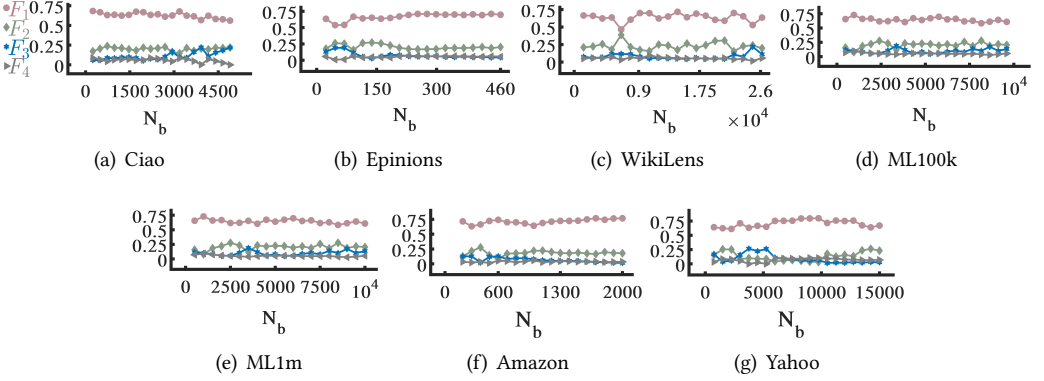 F1
F2
F3
F4
0.75
0.5
0.25
0
0 1500 3000 4500
Nb
(a) Ciao
0.75
0.5
0.25
0
0 150 300 460
Nb
(b) Epinions
0.75
0.5
0.25
0
0 0.9 1.75 2.6
Nb ×10^4
(c) WikiLens
0.75
0.5
0.25
0
0 2500 5000 7500 10^4
Nb
(d) ML100k
0.75
0.5
0.25
0
0 2500 5000 7500 10^4
Nb
(e) ML1m
0.75
0.5
0.25
0
0 600 1300 2000
Nb
(f) Amazon
0.75
0.5
0.25
0
0 5000 10000 15000
Nb
(g) Yahoo